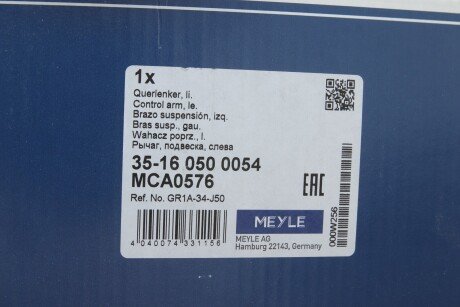 1x
Querlenker, li.
Control arm, le.
Brazo suspensión, izq.
Bras susp., gau.
Wahacz poprz., l.
Рычаг, подвеска, слева
35-16 050 0054
MCA0576
Ref. No. GR1A-34-J50
EAC
MEYLE
4 040074 331156
MEYLE AG
Hamburg 22143, Germany
000W256